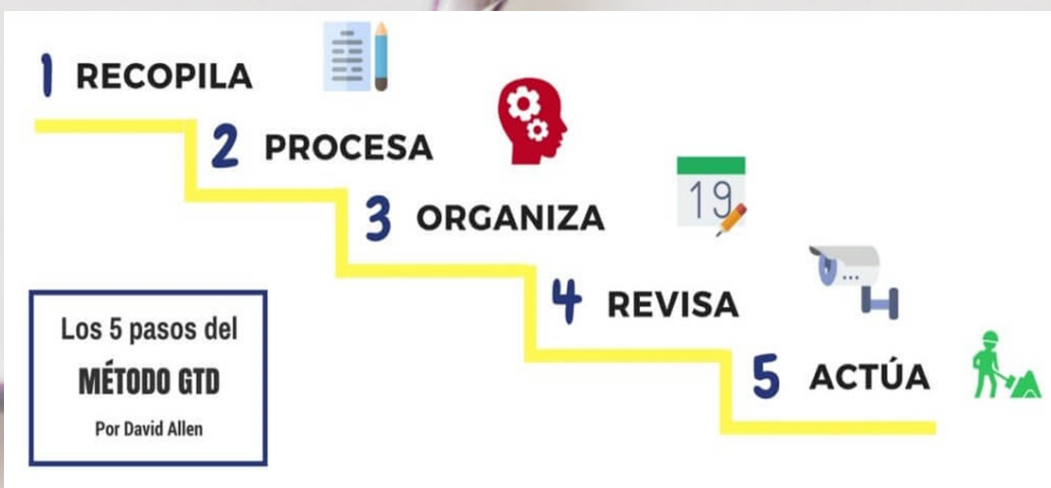 1 RECOPILA
2 PROCESA
19
3 ORGANIZA
4 REVISA
5 ACTÚA
Los 5 pasos del
MÉTODO GTD
Por David Allen